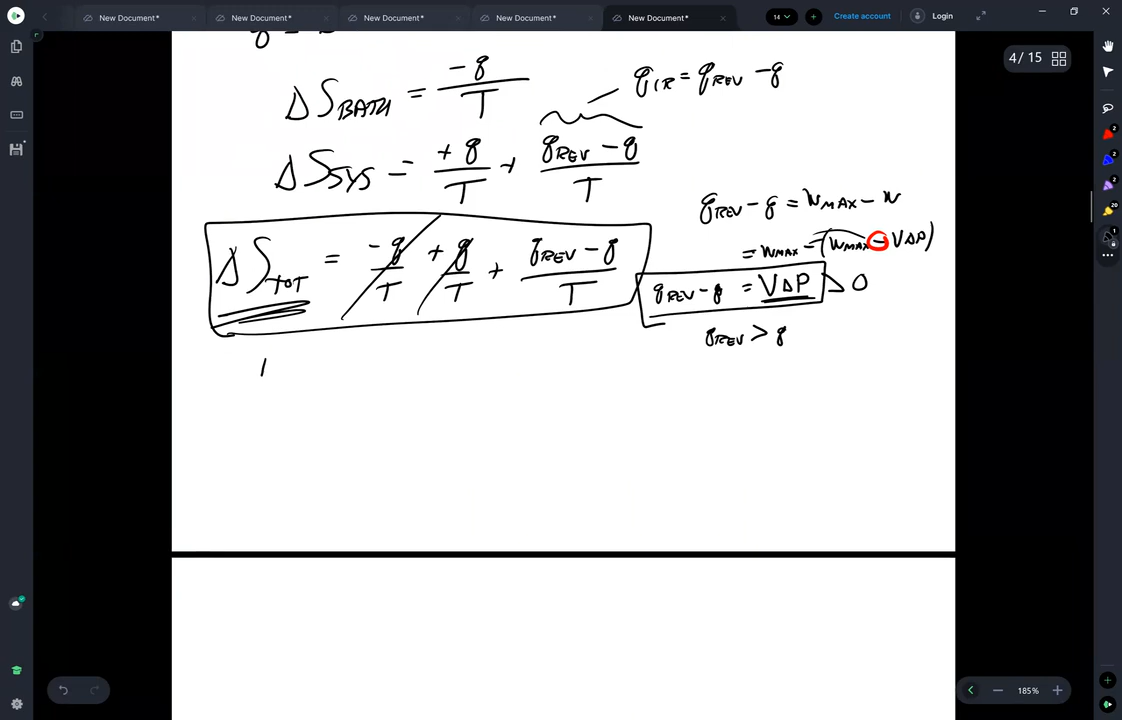 New Document* New Document* New Document* New Document* New Document* 14 Create account Login
4/15
q_IR = q_REV - q
ΔS_BATH = -q/T
ΔS_SYS = +q/T + (q_REV - q)/T
q_REV - q = W_MAX - W
= W_MAX - (W_MAX - VΔP)
ΔS_TOT = -q/T + q/T + (q_REV - q)/T
q_REV - q = VΔP > 0
q_REV > q
185%